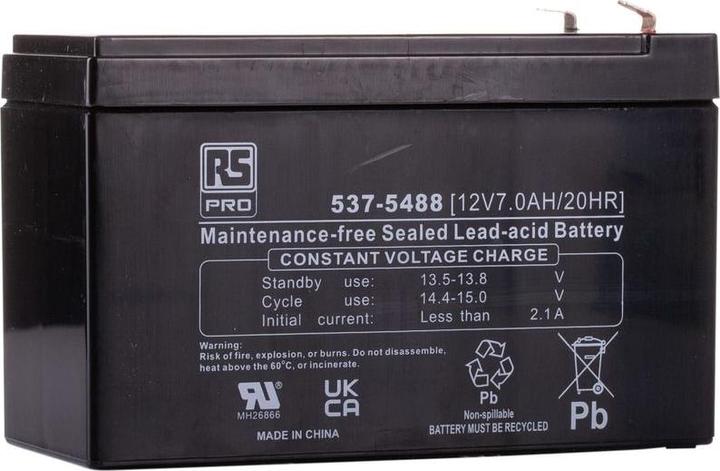 RS
PRO
537-5488 [12V7.0AH/20HR]
Maintenance-free Sealed Lead-acid Battery
CONSTANT VOLTAGE CHARGE
Standby use: 13.5-13.8 V
Cycle use: 14.4-15.0 V
Initial current: Less than 2.1A
Warning:
Risk of fire, explosion, or burns. Do not disassemble,
heat above the 60°C, or incinerate.
RU
MH26866
UK
CA
MADE IN CHINA
Pb
Non-spillable
BATTERY MUST BE RECYCLED
Pb